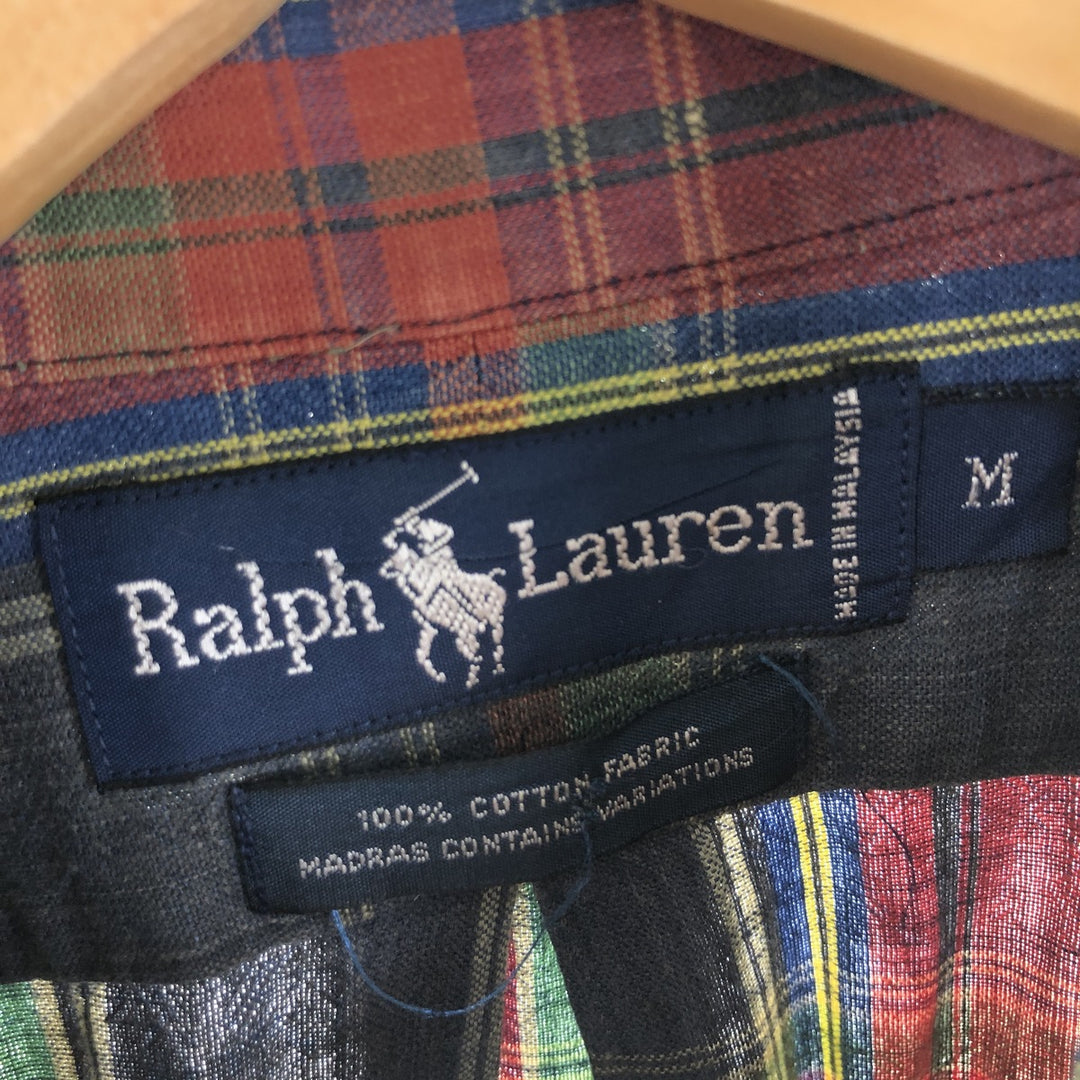 Ralph Lauren
MADE IN MALAYSIA
M
100% COTTON FABRIC
MADRAS CONTAINS VARIATIONS